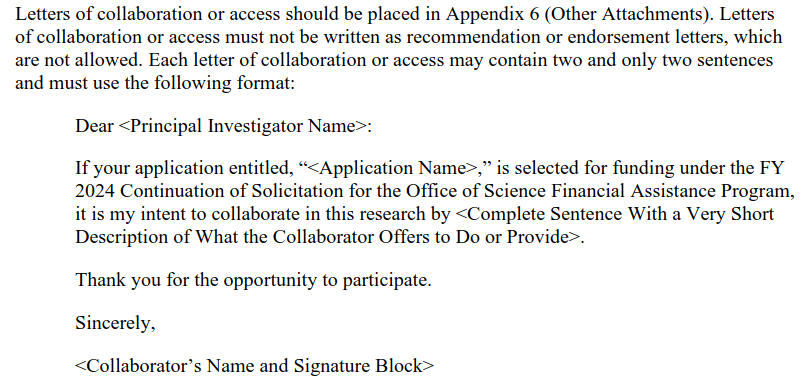 Letters of collaboration or access should be placed in Appendix 6 (Other Attachments). Letters
of collaboration or access must not be written as recommendation or endorsement letters, which
are not allowed. Each letter of collaboration or access may contain two and only two sentences
and must use the following format:
Dear <Principal Investigator Name>:
If your application entitled, “<Application Name>,” is selected for funding under the FY
2024 Continuation of Solicitation for the Office of Science Financial Assistance Program,
it is my intent to collaborate in this research by <Complete Sentence With a Very Short
Description of What the Collaborator Offers to Do or Provide>.
Thank you for the opportunity to participate.
Sincerely,
<Collaborator’s Name and Signature Block>